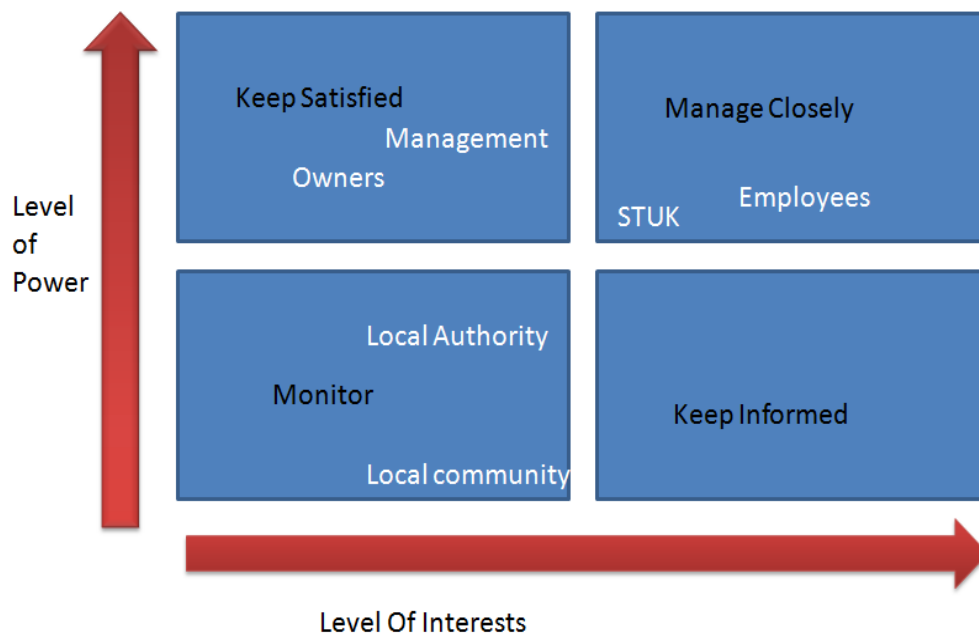 Keep Satisfied
Management
Owners
Manage Closely
Employees
STUK
Level
of
Power
Local Authority
Monitor
Local community
Keep Informed
Level Of Interests